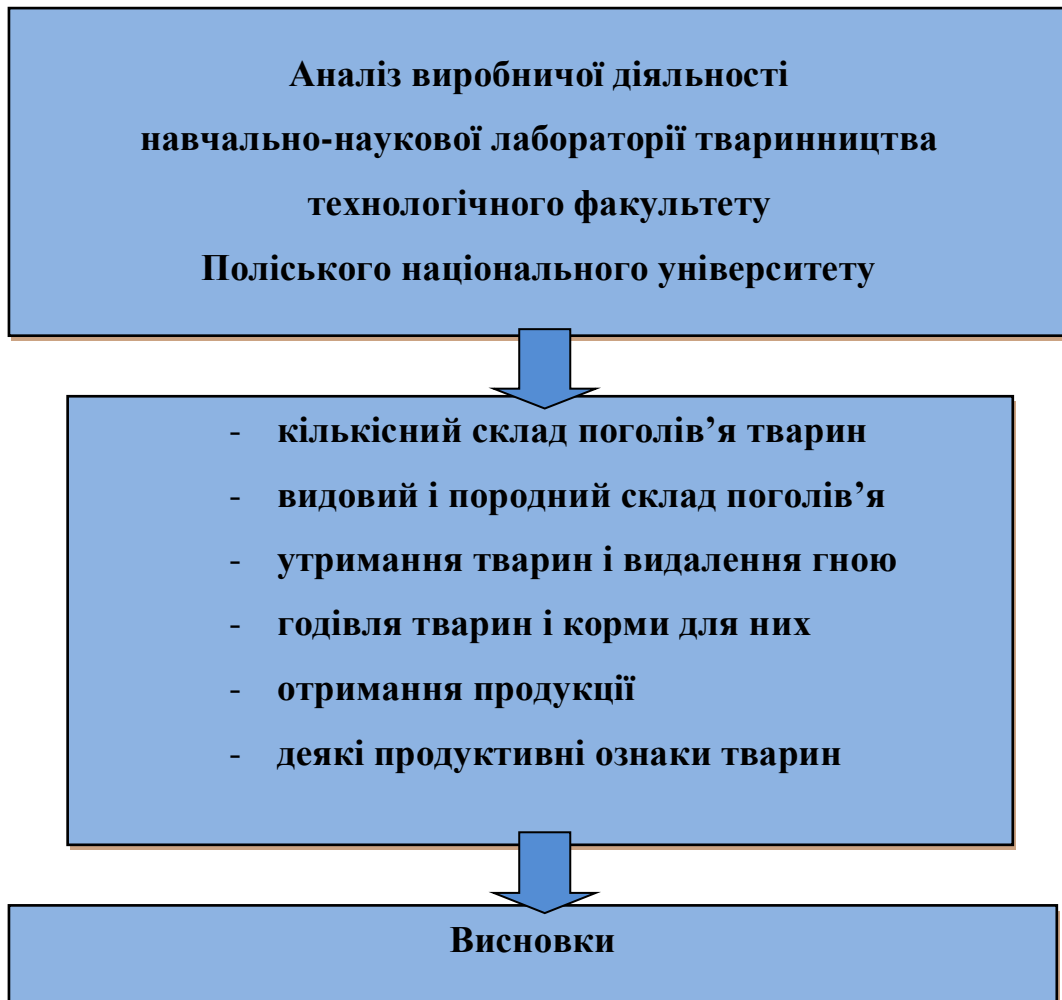 Аналіз виробничої діяльності
навчально-наукової лабораторії тваринництва
технологічного факультету
Поліського національного університету
- кількісний склад поголів’я тварин
- видовий і породний склад поголів’я
- утримання тварин і видалення гною
- годівля тварин і корми для них
- отримання продукції
- деякі продуктивні ознаки тварин
Висновки